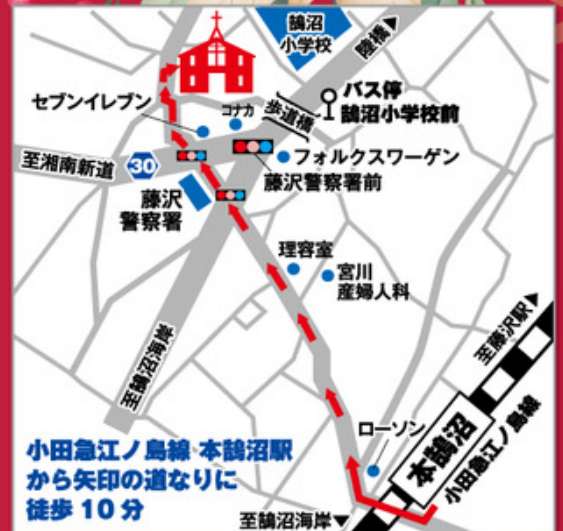 鵠沼
小学校
陸橋▶
バス停
鵠沼小学校前
セブンイレブン
コナカ
歩道橋
至湘南新道
30
フォルクスワーゲン
藤沢警察署前
藤沢
警察署
理容室
宮川
産婦人科
至鵠沼海岸
至藤沢駅▶
ローソン
本鵠沼
小田急江ノ島線
小田急江ノ島線 本鵠沼駅
から矢印の道なりに
徒歩10分
至鵠沼海岸▼